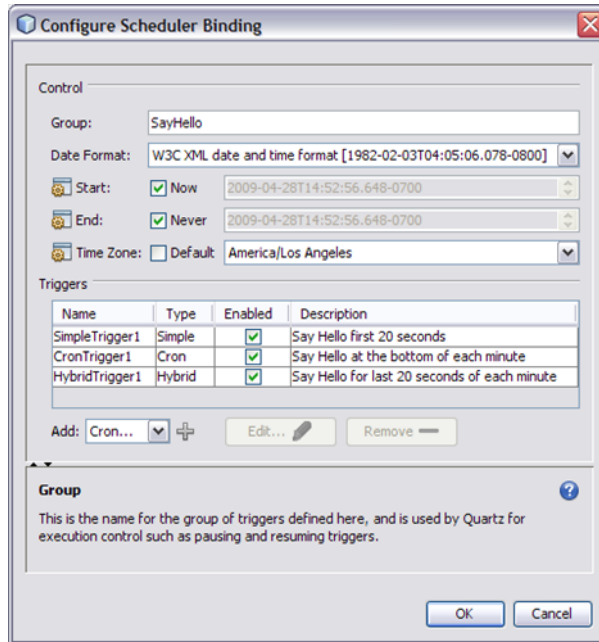 Configure Scheduler Binding
Control
Group: SayHello
Date Format: W3C XML date and time format [1982-02-03T04:05:06.078-0800]
Start: Now 2009-04-28T14:52:56.648-0700
End: Never 2009-04-28T14:52:56.648-0700
Time Zone: Default America/Los Angeles
Triggers
Name Type Enabled Description
SimpleTrigger1 Simple Say Hello first 20 seconds
CronTrigger1 Cron Say Hello at the bottom of each minute
HybridTrigger1 Hybrid Say Hello for last 20 seconds of each minute
Add: Cron... Edit... Remove
Group
This is the name for the group of triggers defined here, and is used by Quartz for
execution control such as pausing and resuming triggers.
OK Cancel